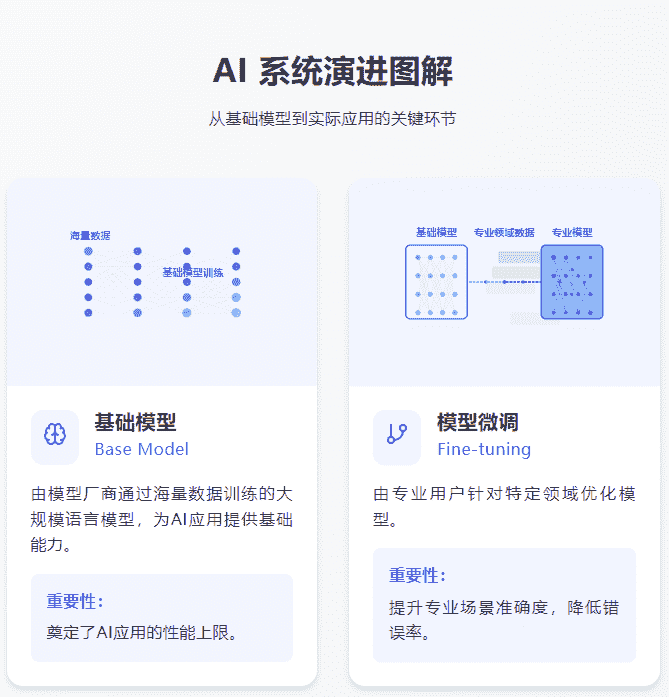 AI 系统演进图解
从基础模型到实际应用的关键环节
海量数据
基础模型训练
基础模型
Base Model
由模型厂商通过海量数据训练的大
规模语言模型，为AI应用提供基础
能力。
重要性：
奠定了AI应用的性能上限。
基础模型 专业领域数据 专业模型
模型微调
Fine-tuning
由专业用户针对特定领域优化模
型。
重要性：
提升专业场景准确度，降低错
误率。